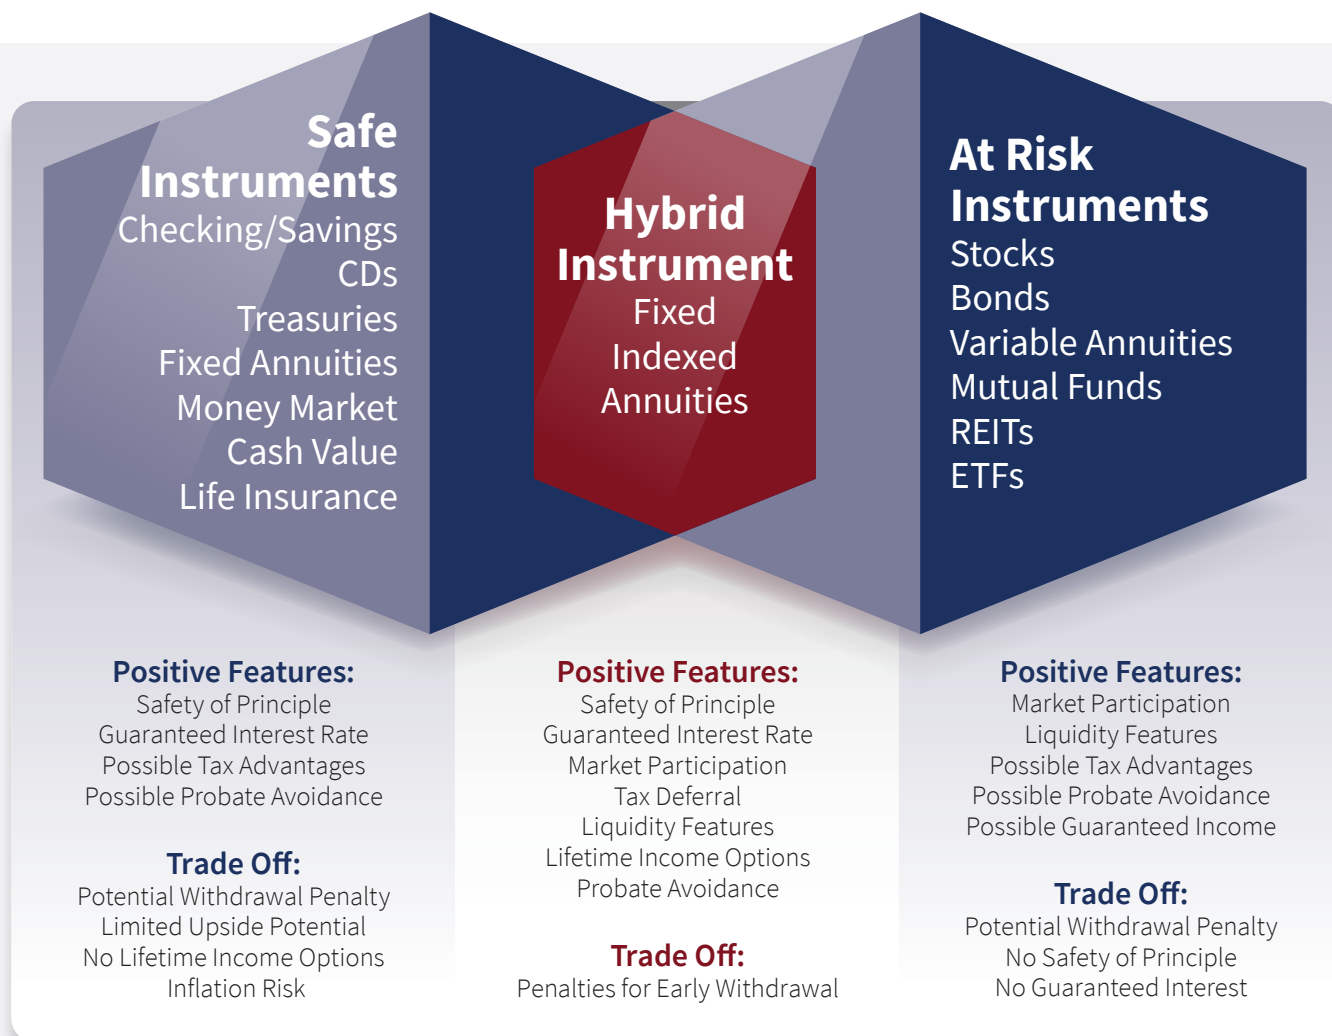 Safe
Instruments
Checking/Savings
CDs
Treasuries
Fixed Annuities
Money Market
Cash Value
Life Insurance
Hybrid
Instrument
Fixed
Indexed
Annuities
At Risk
Instruments
Stocks
Bonds
Variable Annuities
Mutual Funds
REITs
ETFs
Positive Features:
Safety of Principle
Guaranteed Interest Rate
Possible Tax Advantages
Possible Probate Avoidance
Trade Off:
Potential Withdrawal Penalty
Limited Upside Potential
No Lifetime Income Options
Inflation Risk
Positive Features:
Safety of Principle
Guaranteed Interest Rate
Market Participation
Tax Deferral
Liquidity Features
Lifetime Income Options
Probate Avoidance
Trade Off:
Penalties for Early Withdrawal
Positive Features:
Market Participation
Liquidity Features
Possible Tax Advantages
Possible Probate Avoidance
Possible Guaranteed Income
Trade Off:
Potential Withdrawal Penalty
No Safety of Principle
No Guaranteed Interest